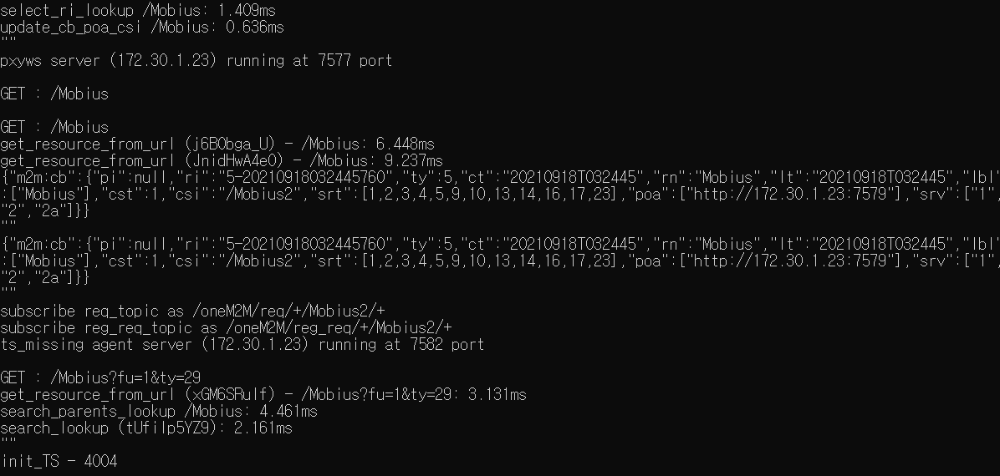 select_ri_lookup /Mobius: 1.409ms
update_cb_poa_csi /Mobius: 0.636ms
""
pxyws server (172.30.1.23) running at 7577 port
GET : /Mobius
GET : /Mobius
get_resource_from_url (j6B0bga_U) - /Mobius: 6.448ms
get_resource_from_url (JnidHwA4e0) - /Mobius: 9.237ms
{"m2m:cb":{"pi":null,"ri":"5-20210918032445760","ty":5,"ct":"20210918T032445","rn":"Mobius","lt":"20210918T032445","lbl"
:["Mobius"],"cst":1,"csi":"/Mobius2","srt":[1,2,3,4,5,9,10,13,14,16,17,23],"poa":["http://172.30.1.23:7579"],"srv":["1",
"2","2a"]}}
""
{"m2m:cb":{"pi":null,"ri":"5-20210918032445760","ty":5,"ct":"20210918T032445","rn":"Mobius","lt":"20210918T032445","lbl"
:["Mobius"],"cst":1,"csi":"/Mobius2","srt":[1,2,3,4,5,9,10,13,14,16,17,23],"poa":["http://172.30.1.23:7579"],"srv":["1",
"2","2a"]}}
""
subscribe req_topic as /oneM2M/req/+/Mobius2/+
subscribe reg_req_topic as /oneM2M/reg_req/+/Mobius2/+
ts_missing agent server (172.30.1.23) running at 7582 port
GET : /Mobius?fu=1&ty=29
get_resource_from_url (xGM6SRulf) - /Mobius?fu=1&ty=29: 3.131ms
search_parents_lookup /Mobius: 4.461ms
search_lookup (tUfilp5YZ9): 2.161ms
""
init_TS - 4004